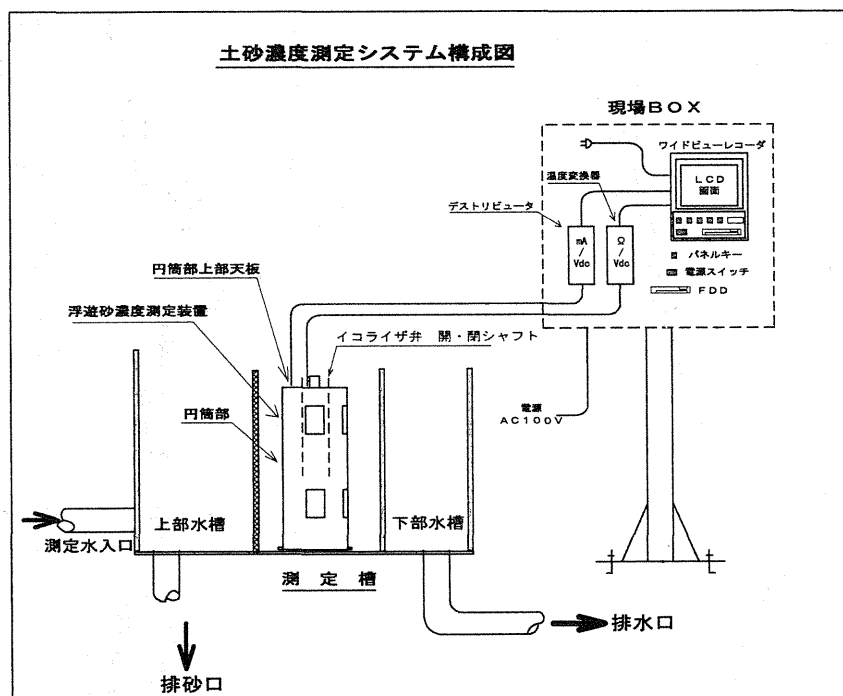 土砂濃度測定システム構成図
現場BOX
ワイドビューレコーダ
LCD
画面
温度変換器
デストリビュータ
mA
/
Vdc
Ω
/
Vdc
パネルキー
電源スイッチ
FDD
円筒部上部天板
浮遊砂濃度測定装置
イコライザ弁 開・閉シャフト
円筒部
電源
AC100V
上部水槽
下部水槽
測定水入口
測定槽
排水口
排砂口